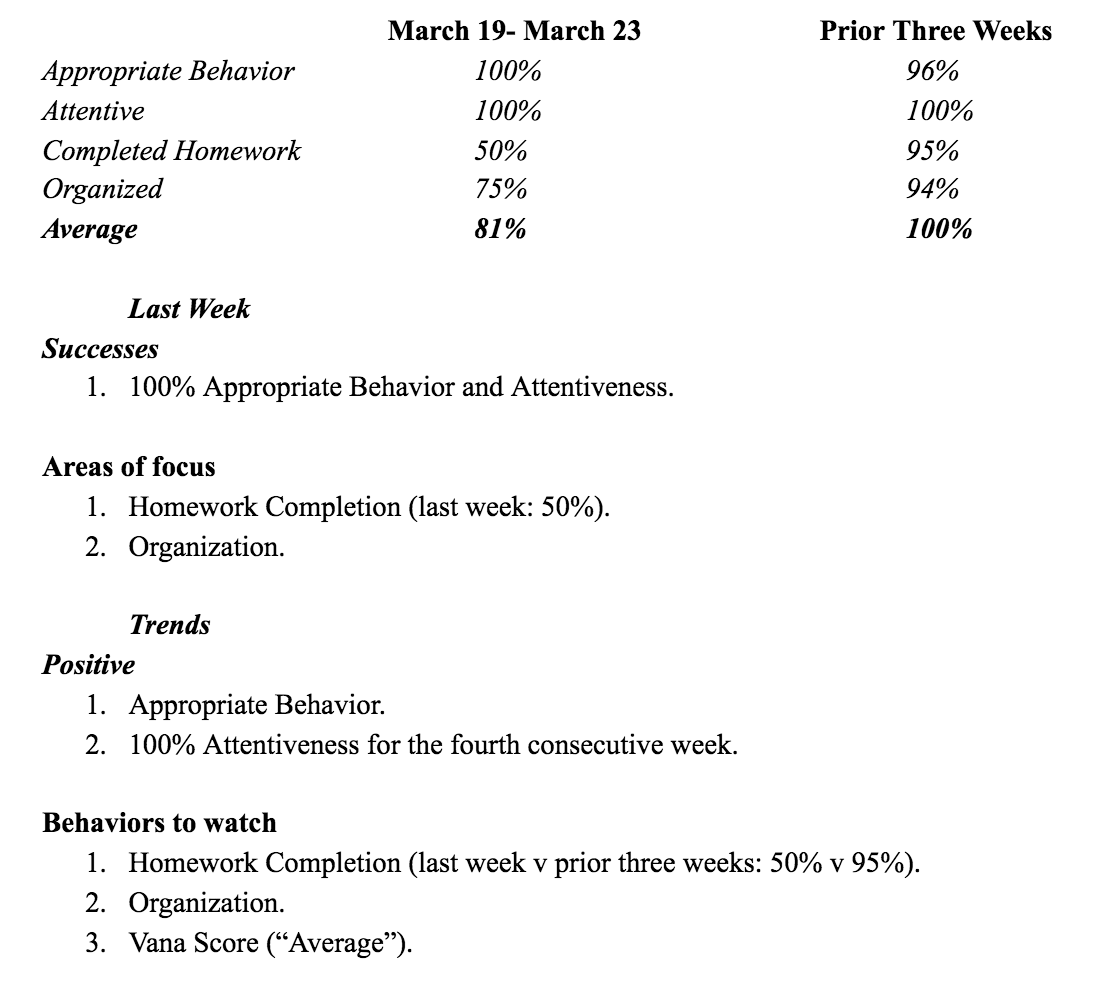 March 19- March 23 Prior Three Weeks
Appropriate Behavior 100% 96%
Attentive 100% 100%
Completed Homework 50% 95%
Organized 75% 94%
Average 81% 100%
Last Week
Successes
1. 100% Appropriate Behavior and Attentiveness.
Areas of focus
1. Homework Completion (last week: 50%).
2. Organization.
Trends
Positive
1. Appropriate Behavior.
2. 100% Attentiveness for the fourth consecutive week.
Behaviors to watch
1. Homework Completion (last week v prior three weeks: 50% v 95%).
2. Organization.
3. Vana Score (“Average”).